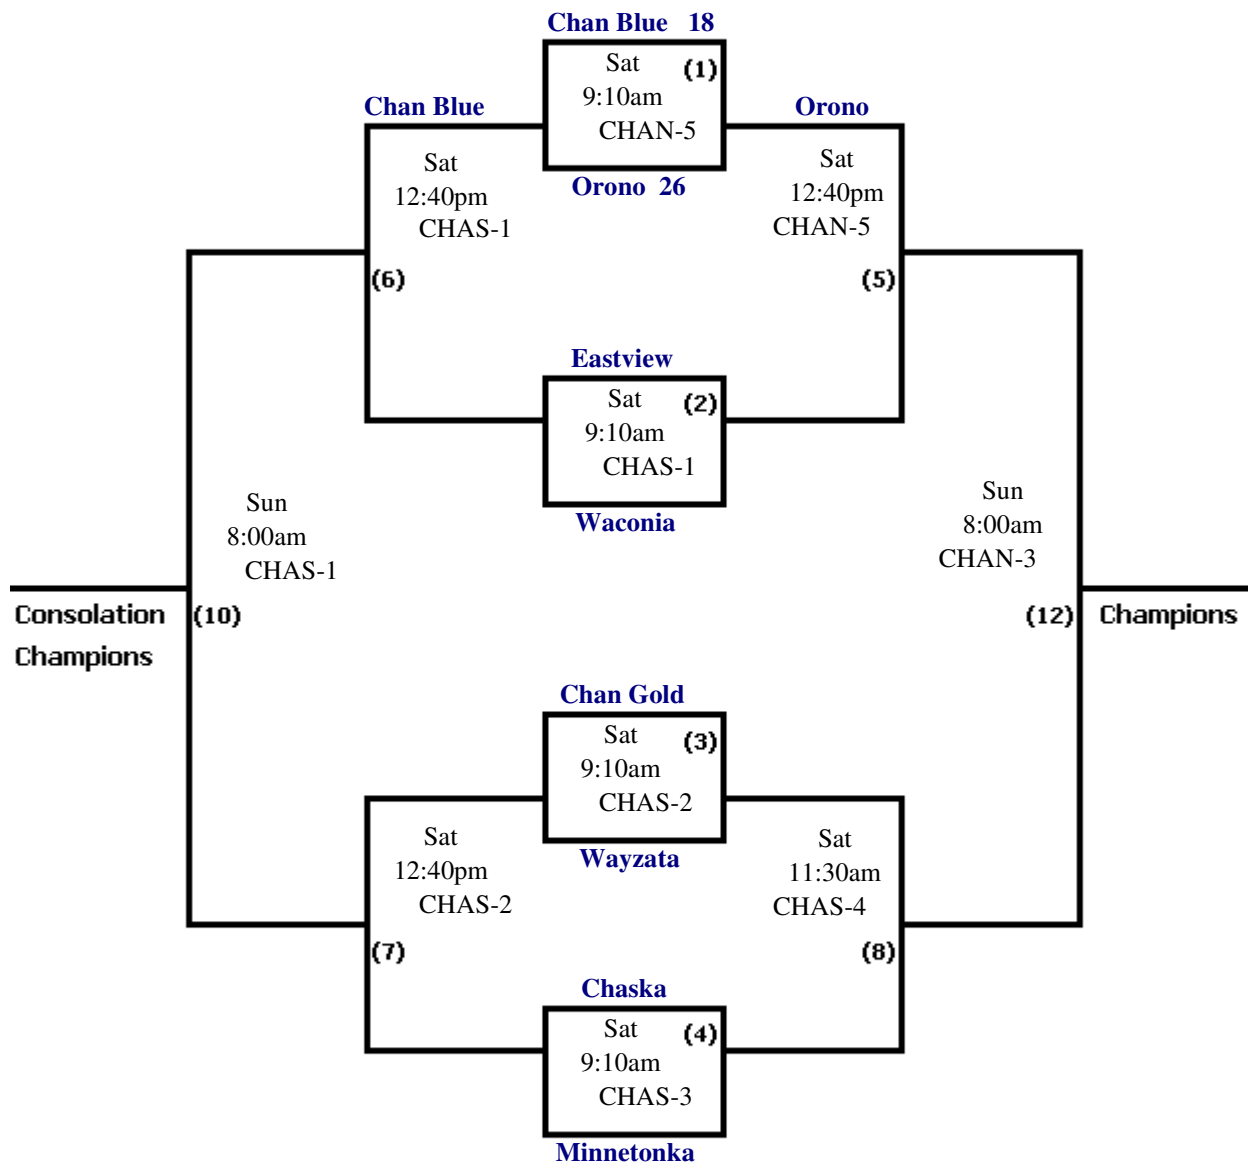 Chan Blue 18
Sat (1)
9:10am
CHAN-5
Chan Blue
Orono
Orono 26
Sat
12:40pm
CHAS-1
(6)
Sat
12:40pm
CHAN-5
(5)
Eastview
Sat (2)
9:10am
CHAS-1
Waconia
Sun
8:00am
CHAS-1
(10)
Consolation
Champions
Sun
8:00am
CHAN-3
(12)
Champions
Chan Gold
Sat (3)
9:10am
CHAS-2
Wayzata
Sat
12:40pm
CHAS-2
(7)
Sat
11:30am
CHAS-4
(8)
Chaska
Sat (4)
9:10am
CHAS-3
Minnetonka